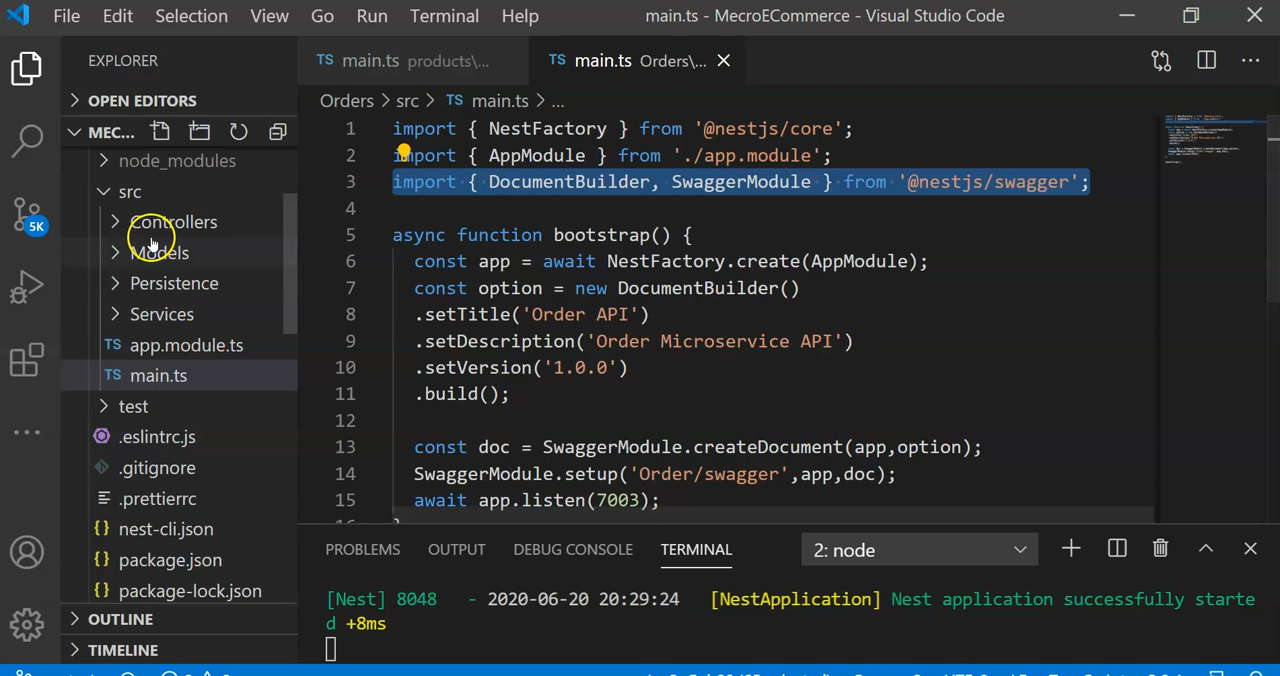 File Edit Selection View Go Run Terminal Help main.ts - MecroECommerce - Visual Studio Code
EXPLORER
OPEN EDITORS
MEC...
node_modules
src
Controllers
Models
Persistence
Services
TS app.module.ts
TS main.ts
test
.eslintrc.js
.gitignore
.prettierrc
{} nest-cli.json
{} package.json
{} package-lock.json
OUTLINE
TIMELINE
5K
TS main.ts products\...
TS main.ts Orders\...
Orders > src > TS main.ts > ...
1 import { NestFactory } from '@nestjs/core';
2 import { AppModule } from './app.module';
3 import { DocumentBuilder, SwaggerModule } from '@nestjs/swagger';
4
5 async function bootstrap() {
6 const app = await NestFactory.create(AppModule);
7 const option = new DocumentBuilder()
8 .setTitle('Order API')
9 .setDescription('Order Microservice API')
10 .setVersion('1.0.0')
11 .build();
12
13 const doc = SwaggerModule.createDocument(app,option);
14 SwaggerModule.setup('Order/swagger',app,doc);
15 await app.listen(7003);
PROBLEMS OUTPUT DEBUG CONSOLE TERMINAL 2: node
[Nest] 8048 - 2020-06-20 20:29:24 [NestApplication] Nest application successfully starte
d +8ms